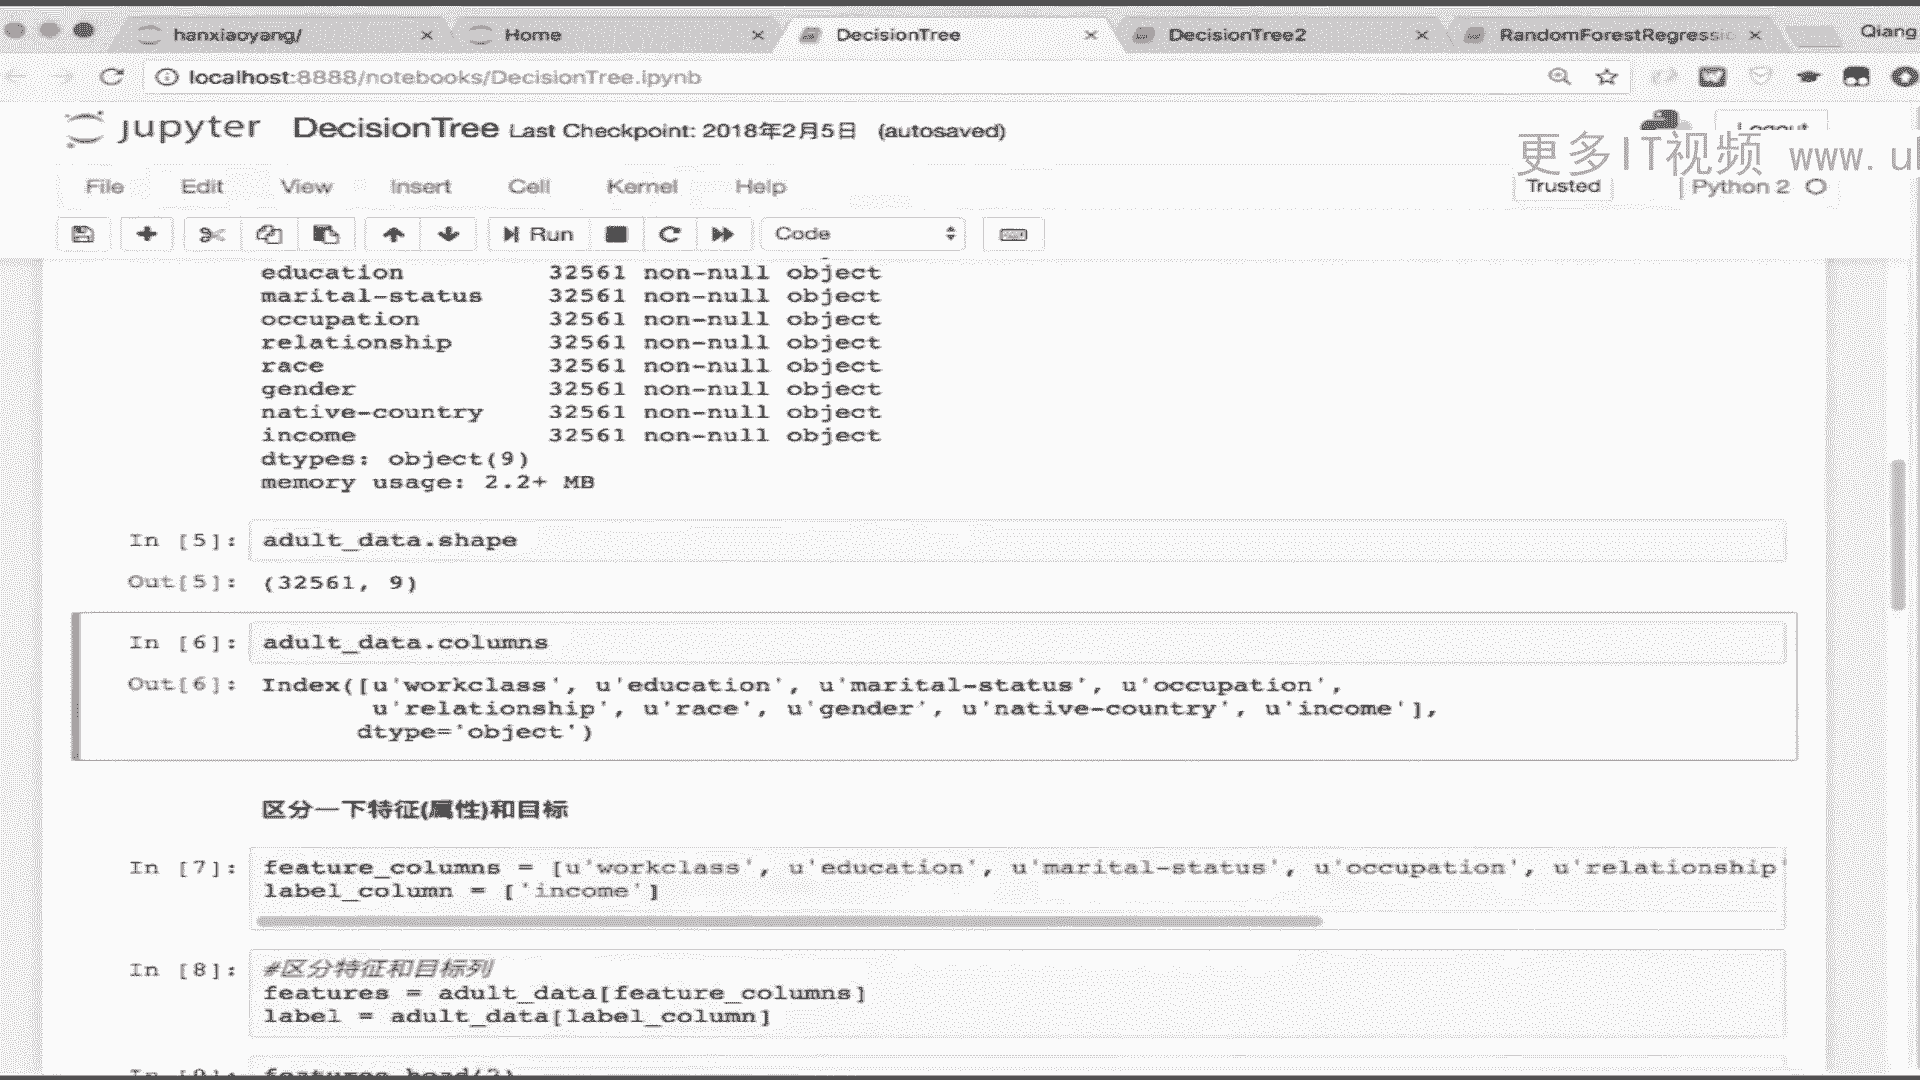 hanxiaoyang/
Home
DecisionTree
DecisionTree2
RandomForestRegressio
Qiang
localhost:8888/notebooks/DecisionTree.ipynb
jupyter DecisionTree Last Checkpoint: 2018年2月5日 (autosaved)
Logout
更多IT视频 www.
File Edit View Insert Cell Kernel Help
Trusted | Python 2
Run Code
education 32561 non-null object
marital-status 32561 non-null object
occupation 32561 non-null object
relationship 32561 non-null object
race 32561 non-null object
gender 32561 non-null object
native-country 32561 non-null object
income 32561 non-null object
dtypes: object(9)
memory usage: 2.2+ MB
In [5]: adult_data.shape
Out[5]: (32561, 9)
In [6]: adult_data.columns
Out[6]: Index([u'workclass', u'education', u'marital-status', u'occupation',
u'relationship', u'race', u'gender', u'native-country', u'income'],
dtype='object')
区分一下特征(属性)和目标
In [7]: feature_columns = [u'workclass', u'education', u'marital-status', u'occupation', u'relationship'
label_column = ['income']
In [8]: #区分特征和目标列
features = adult_data[feature_columns]
label = adult_data[label_column]
In [9]: features.head(2)